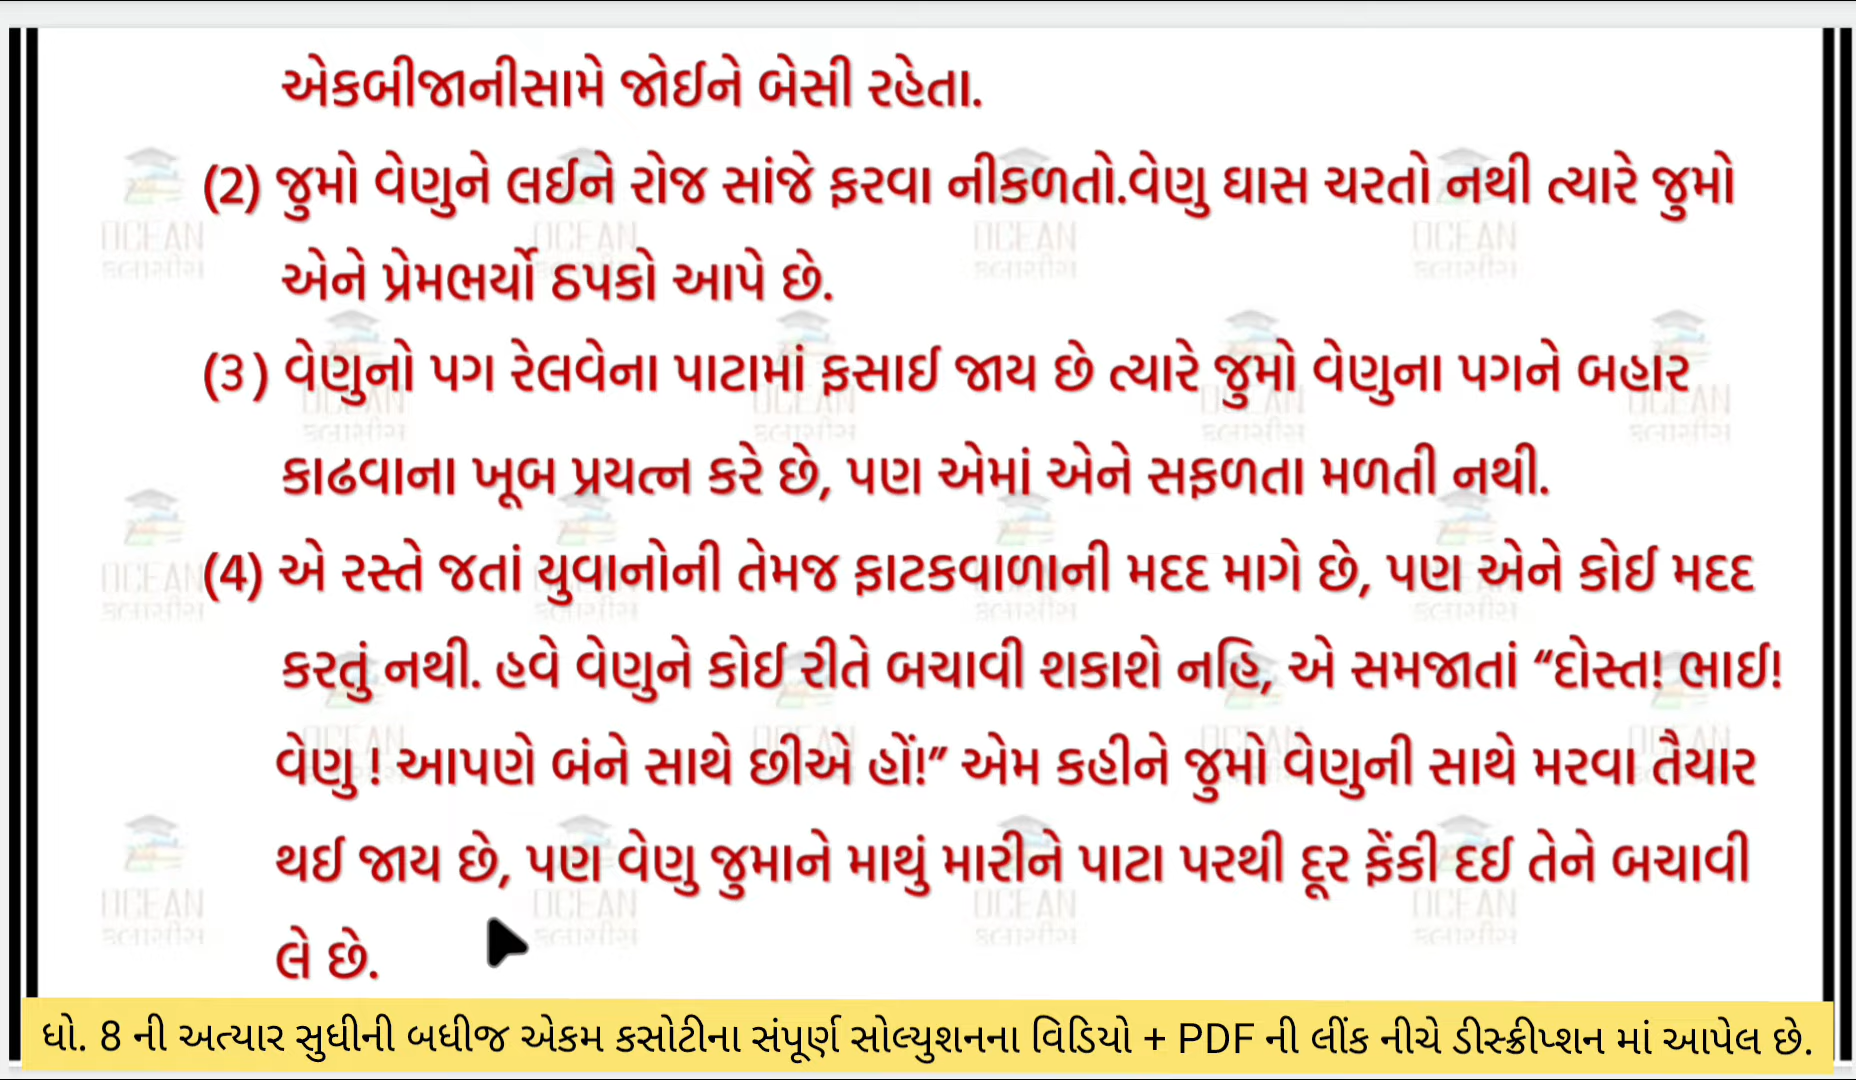 એકબીજાનીસામે જોઈને બેસી રહેતા.
(2) જુમો વેણુને લઈને રોજ સાંજે ફરવા નીકળતો.વેણુ ઘાસ ચરતો નથી ત્યારે જુમો
એને પ્રેમભર્યો ઠપકો આપે છે.
(3) વેણુનો પગ રેલવેના પાટામાં ફસાઈ જાય છે ત્યારે જુમો વેણુના પગને બહાર
કાઢવાના ખૂબ પ્રયત્ન કરે છે, પણ એમાં એને સફળતા મળતી નથી.
(4) એ રસ્તે જતાં યુવાનોની તેમજ ફાટકવાળાની મદદ માગે છે, પણ એને કોઈ મદદ
કરતું નથી. હવે વેણુને કોઈ રીતે બચાવી શકાશે નહિ, એ સમજાતાં “દોસ્ત! ભાઈ!
વેણુ ! આપણે બંને સાથે છીએ હોં!” એમ કહીને જુમો વેણુની સાથે મરવા તૈયાર
થઈ જાય છે, પણ વેણુ જુમાને માથું મારીને પાટા પરથી દૂર ફેંકી દઈ તેને બચાવી
લે છે.
ધો. 8 ની અત્યાર સુધીની બધીજ એકમ કસોટીના સંપૂર્ણ સોલ્યુશનના વિડિયો + PDF ની લીંક નીચે ડીસ્ક્રીપ્શન માં આપેલ છે.